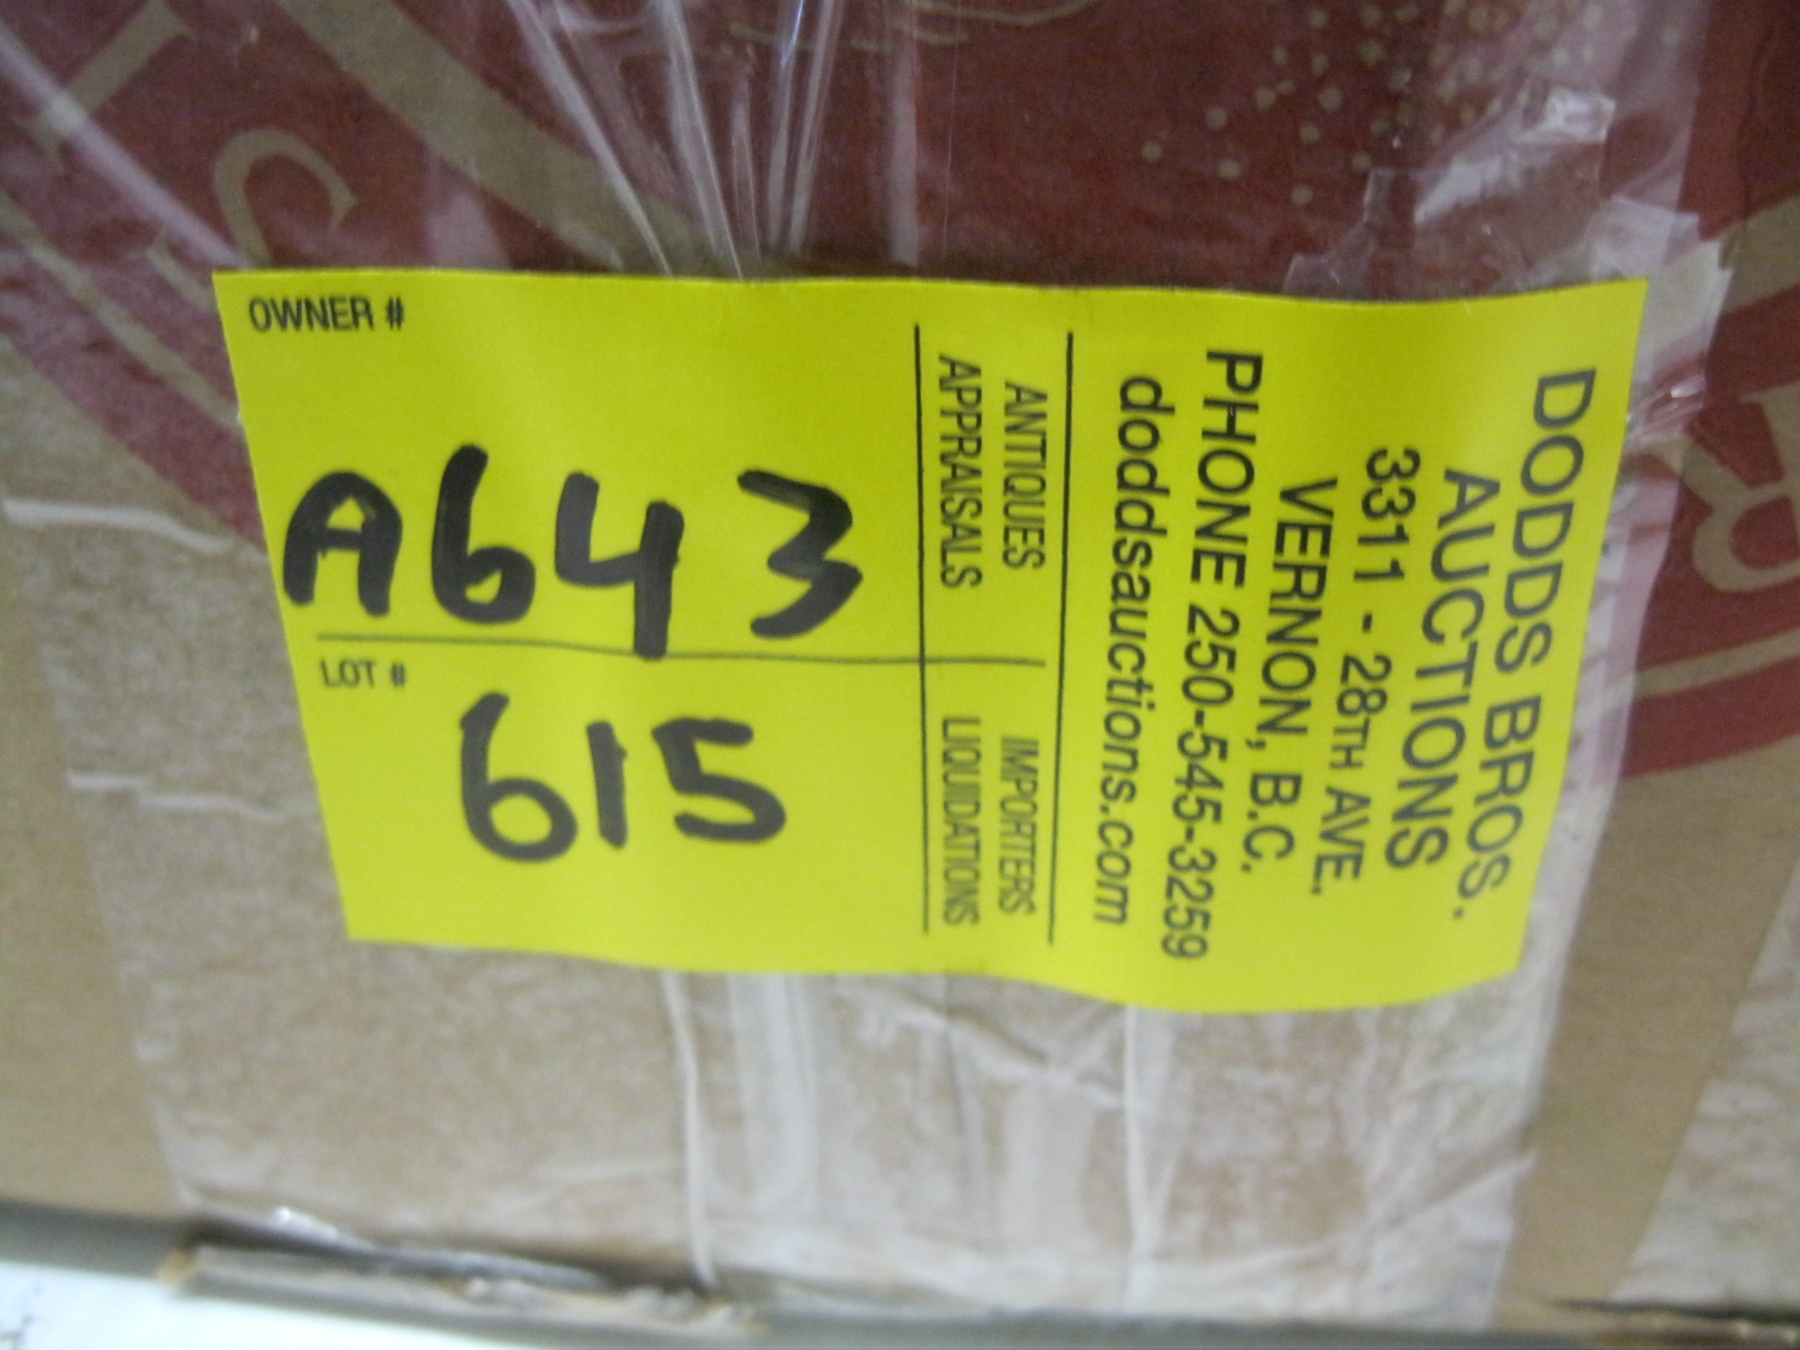 OWNER #
A643
LOT #
615
DODDS BROS.
AUCTIONS
3311 - 28TH AVE.
VERNON, B.C.
PHONE 250-545-3259
doddsauctions.com
ANTIQUES IMPORTERS
APPRAISALS LIQUIDATIONS